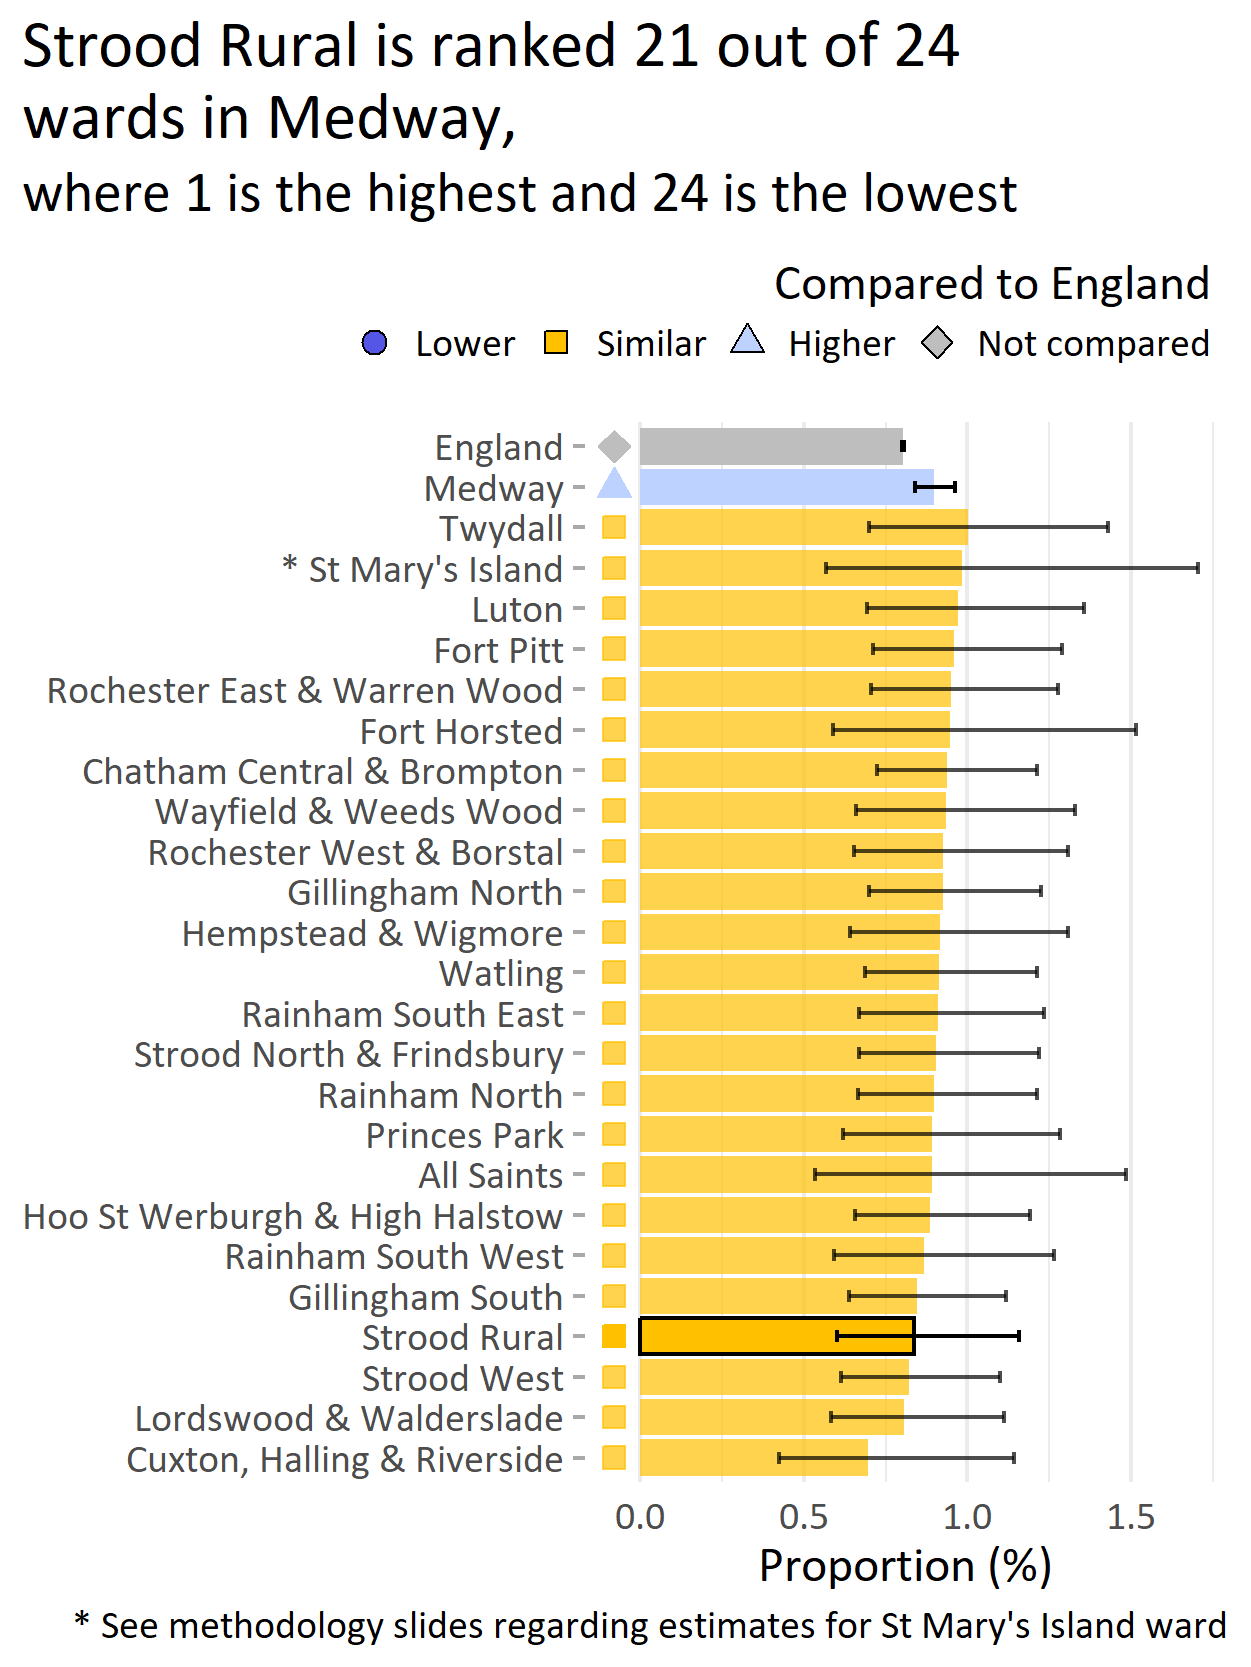 Strood Rural is ranked 21 out of 24
wards in Medway,
where 1 is the highest and 24 is the lowest
Compared to England
Lower Similar Higher Not compared
England
Medway
Twydall
* St Mary's Island
Luton
Fort Pitt
Rochester East & Warren Wood
Fort Horsted
Chatham Central & Brompton
Wayfield & Weeds Wood
Rochester West & Borstal
Gillingham North
Hempstead & Wigmore
Watling
Rainham South East
Strood North & Frindsbury
Rainham North
Princes Park
All Saints
Hoo St Werburgh & High Halstow
Rainham South West
Gillingham South
Strood Rural
Strood West
Lordswood & Walderslade
Cuxton, Halling & Riverside
0.0 0.5 1.0 1.5
Proportion (%)
* See methodology slides regarding estimates for St Mary's Island ward